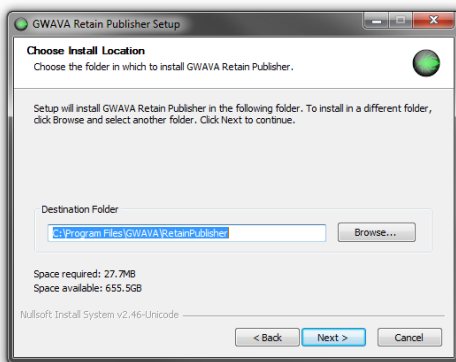 GWAVA Retain Publisher Setup
Choose Install Location
Choose the folder in which to install GWAVA Retain Publisher.
Setup will install GWAVA Retain Publisher in the following folder. To install in a different folder,
click Browse and select another folder. Click Next to continue.
Destination Folder
C:\Program Files\GWAVA\RetainPublisher
Browse...
Space required: 27.7MB
Space available: 655.5GB
Nullsoft Install System v2.46-Unicode
< Back Next > Cancel